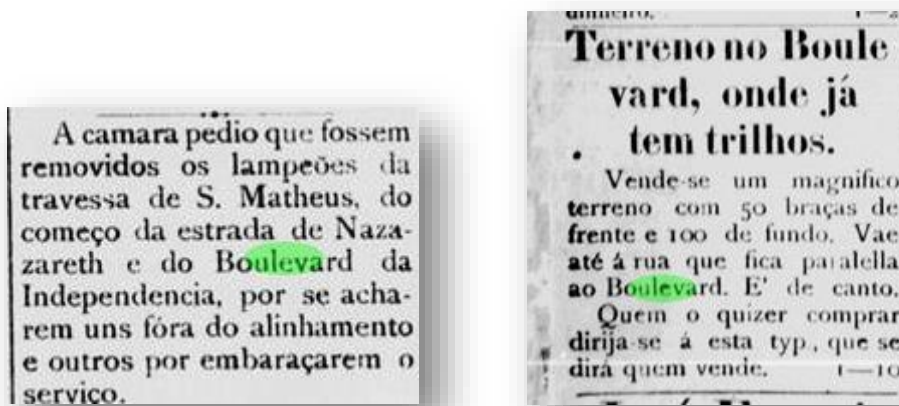 A camara pedio que fossem
removidos os lampeões da
travessa de S. Matheus, do
começo da estrada de Naza-
zareth e do Boulevard da
Independencia, por se acha-
rem uns fóra do alinhamento
e outros por embaraçarem o
serviço.
dinheiro.
Terreno no Boule
vard, onde já
tem trilhos.
Vende-se um magnifico
terreno com 50 braças de
frente e 100 de fundo. Vae
até á rua que fica paralella
ao Boulevard. E' de canto.
Quem o quizer comprar
dirija-se á esta typ, que se
dirá quem vende. 1—10